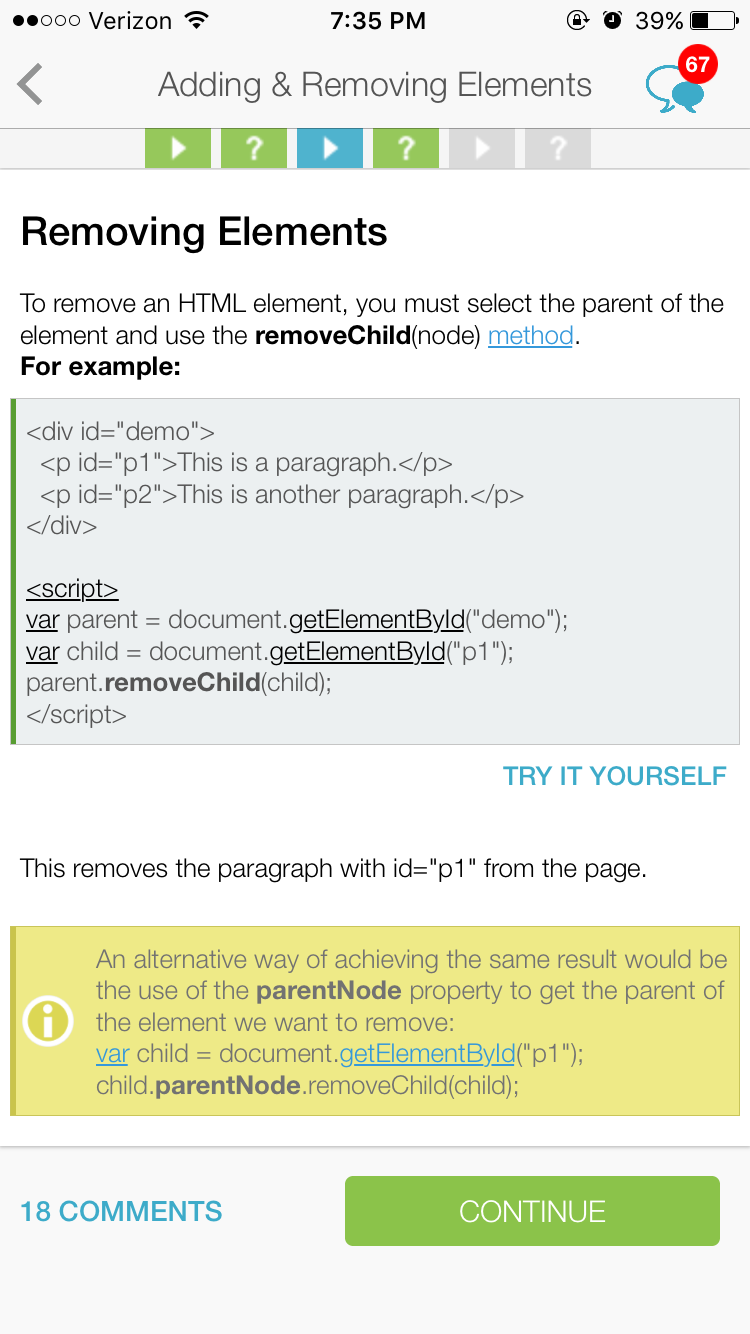 Verizon 7:35 PM 39%
Adding & Removing Elements 67
? ? ?
Removing Elements
To remove an HTML element, you must select the parent of the
element and use the removeChild(node) method.
For example:
<div id="demo">
<p id="p1">This is a paragraph.</p>
<p id="p2">This is another paragraph.</p>
</div>
<script>
var parent = document.getElementById("demo");
var child = document.getElementById("p1");
parent.removeChild(child);
</script>
TRY IT YOURSELF
This removes the paragraph with id="p1" from the page.
An alternative way of achieving the same result would be
the use of the parentNode property to get the parent of
the element we want to remove:
var child = document.getElementById("p1");
child.parentNode.removeChild(child);
18 COMMENTS CONTINUE